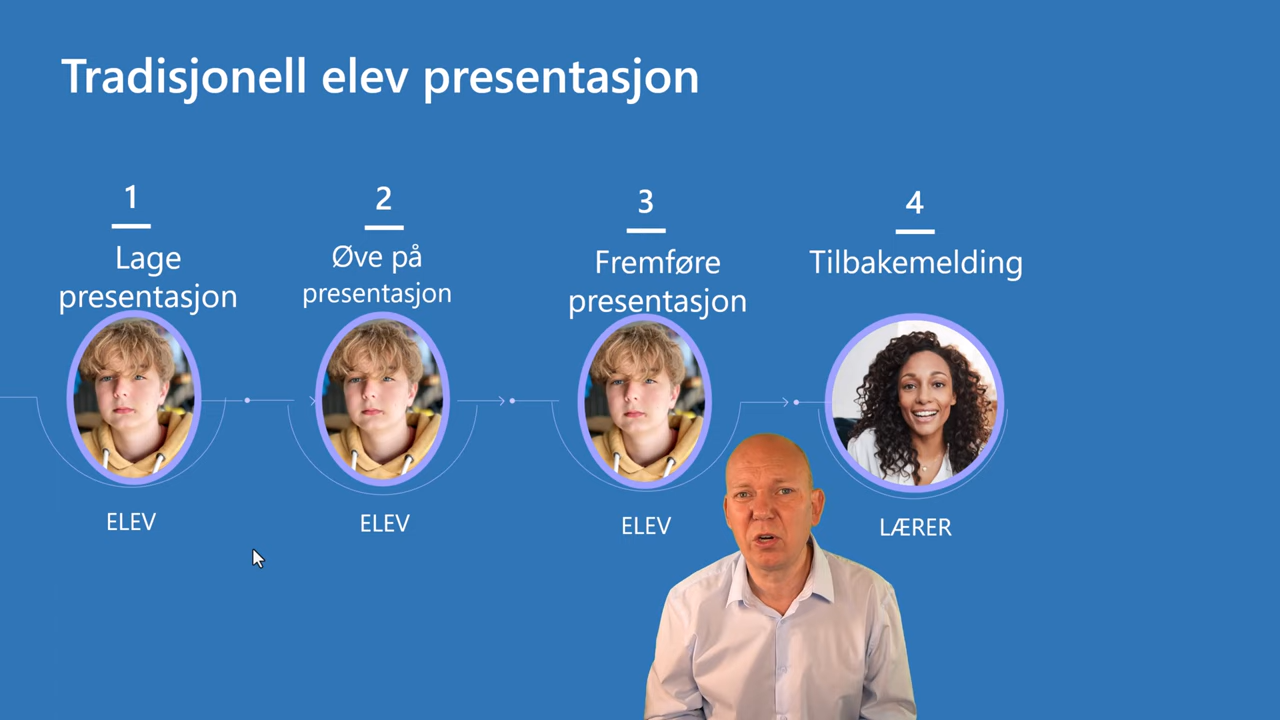 Tradisjonell elev presentasjon
1
Lage
presentasjon
ELEV
2
Øve på
presentasjon
ELEV
3
Fremføre
presentasjon
ELEV
4
Tilbakemelding
LÆRER